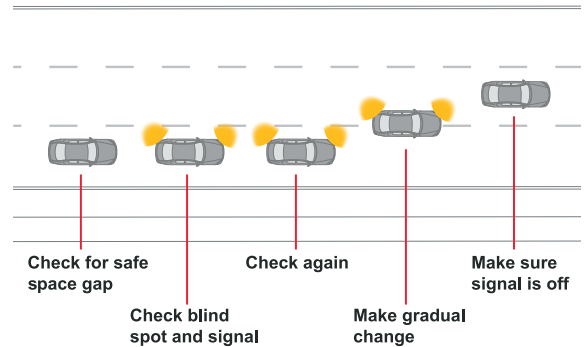 Check for safe
space gap
Check blind
spot and signal
Check again
Make gradual
change
Make sure
signal is off